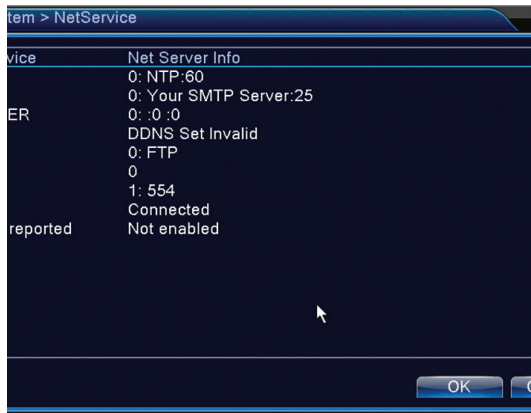 tem > NetService
vice Net Server Info
0: NTP:60
0: Your SMTP Server:25
ER 0: :0 :0
DDNS Set Invalid
0: FTP
0
1: 554
Connected
reported Not enabled
OK